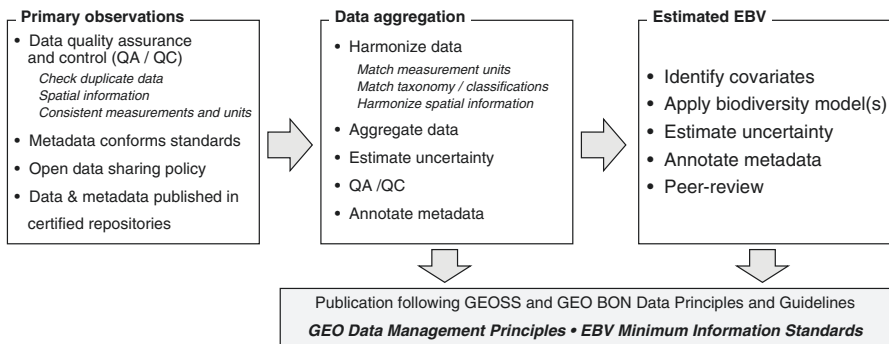 Primary observations
• Data quality assurance
and control (QA / QC)
Check duplicate data
Spatial information
Consistent measurements and units
• Metadata conforms standards
• Open data sharing policy
• Data & metadata published in
certified repositories
Data aggregation
• Harmonize data
Match measurement units
Match taxonomy / classifications
Harmonize spatial information
• Aggregate data
• Estimate uncertainty
• QA /QC
• Annotate metadata
Estimated EBV
• Identify covariates
• Apply biodiversity model(s)
• Estimate uncertainty
• Annotate metadata
• Peer-review
Publication following GEOSS and GEO BON Data Principles and Guidelines
GEO Data Management Principles • EBV Minimum Information Standards